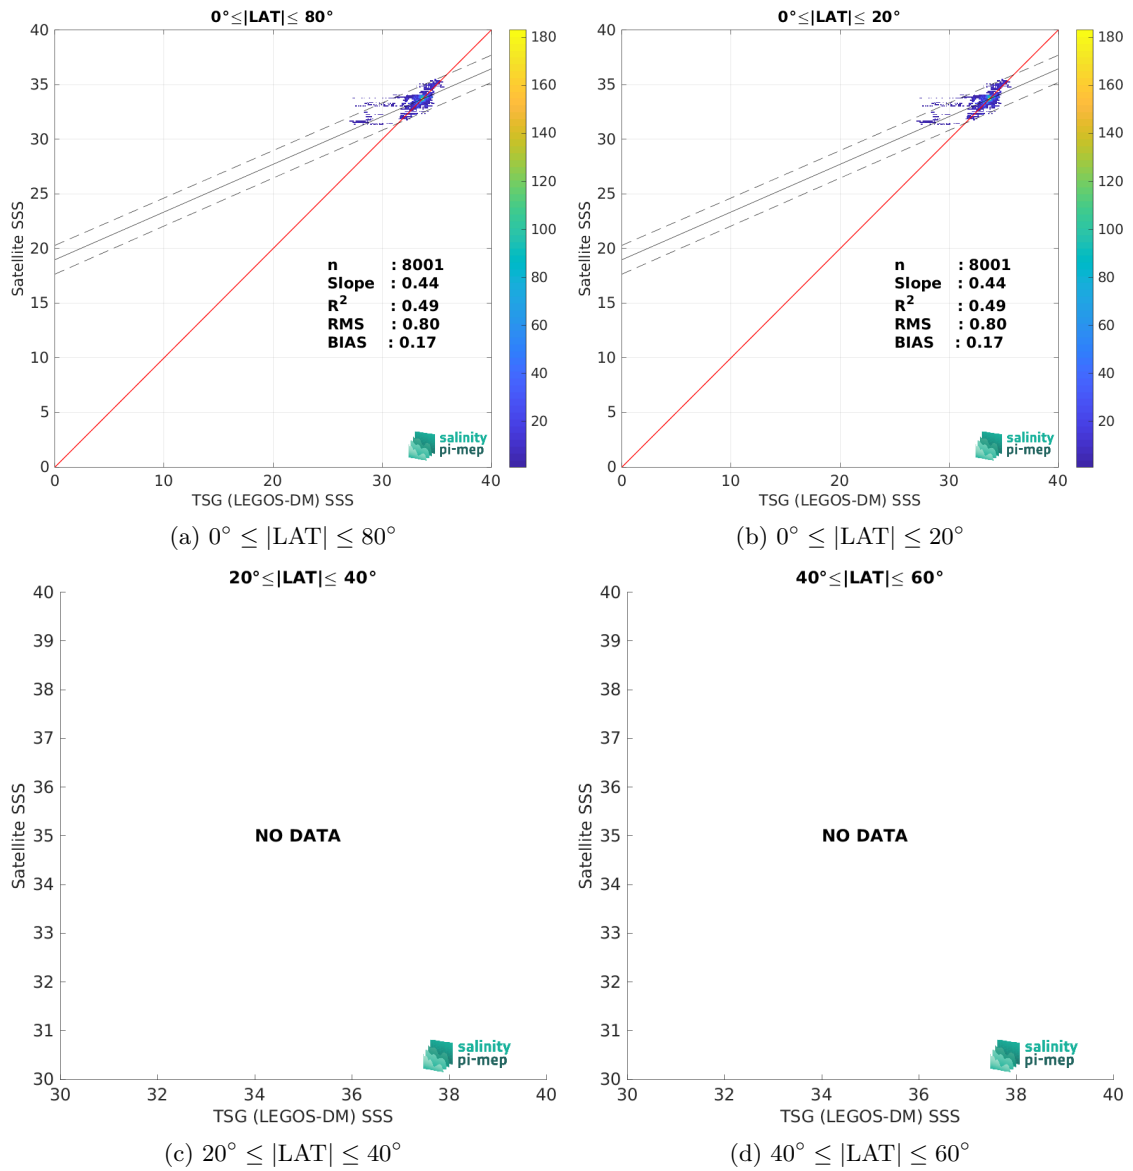 0°≤|LAT|≤ 80°
40
35
30
25
20
15
10
5
0
Satellite SSS
0
10
20
30
40
TSG (LEGOS-DM) SSS
n : 8001
Slope : 0.44
R² : 0.49
RMS : 0.80
BIAS : 0.17
salinity
pi-mep
180
160
140
120
100
80
60
40
20
(a) 0° ≤ |LAT| ≤ 80°
0°≤|LAT|≤ 20°
40
35
30
25
20
15
10
5
0
Satellite SSS
0
10
20
30
40
TSG (LEGOS-DM) SSS
n : 8001
Slope : 0.44
R² : 0.49
RMS : 0.80
BIAS : 0.17
salinity
pi-mep
180
160
140
120
100
80
60
40
20
(b) 0° ≤ |LAT| ≤ 20°
20°≤|LAT|≤ 40°
40
39
38
37
36
35
34
33
32
31
30
Satellite SSS
NO DATA
salinity
pi-mep
30
32
34
36
38
40
TSG (LEGOS-DM) SSS
(c) 20° ≤ |LAT| ≤ 40°
40°≤|LAT|≤ 60°
40
39
38
37
36
35
34
33
32
31
30
Satellite SSS
NO DATA
salinity
pi-mep
30
32
34
36
38
40
TSG (LEGOS-DM) SSS
(d) 40° ≤ |LAT| ≤ 60°